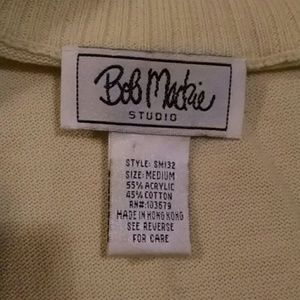 Bob Mackie
STUDIO
STYLE: SM132
SIZE: MEDIUM
55% ACRYLIC
45% COTTON
RN#:103679
MADE IN HONG KONG
SEE REVERSE
FOR CARE